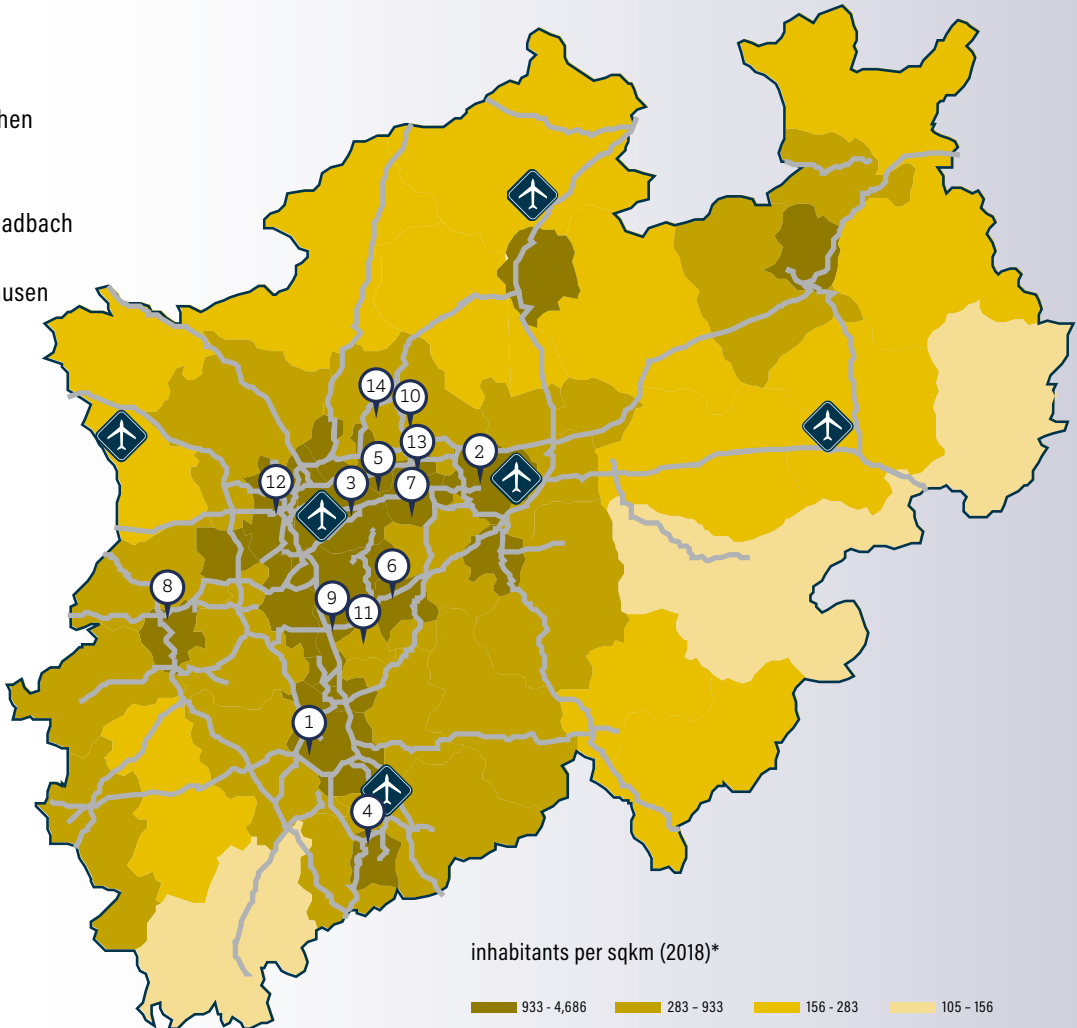 hen
adbach
ausen
14
10
13
5
2
12
3
7
6
8
9
11
1
4
inhabitants per sqkm (2018)*
933 - 4,686
283 – 933
156 - 283
105 – 156